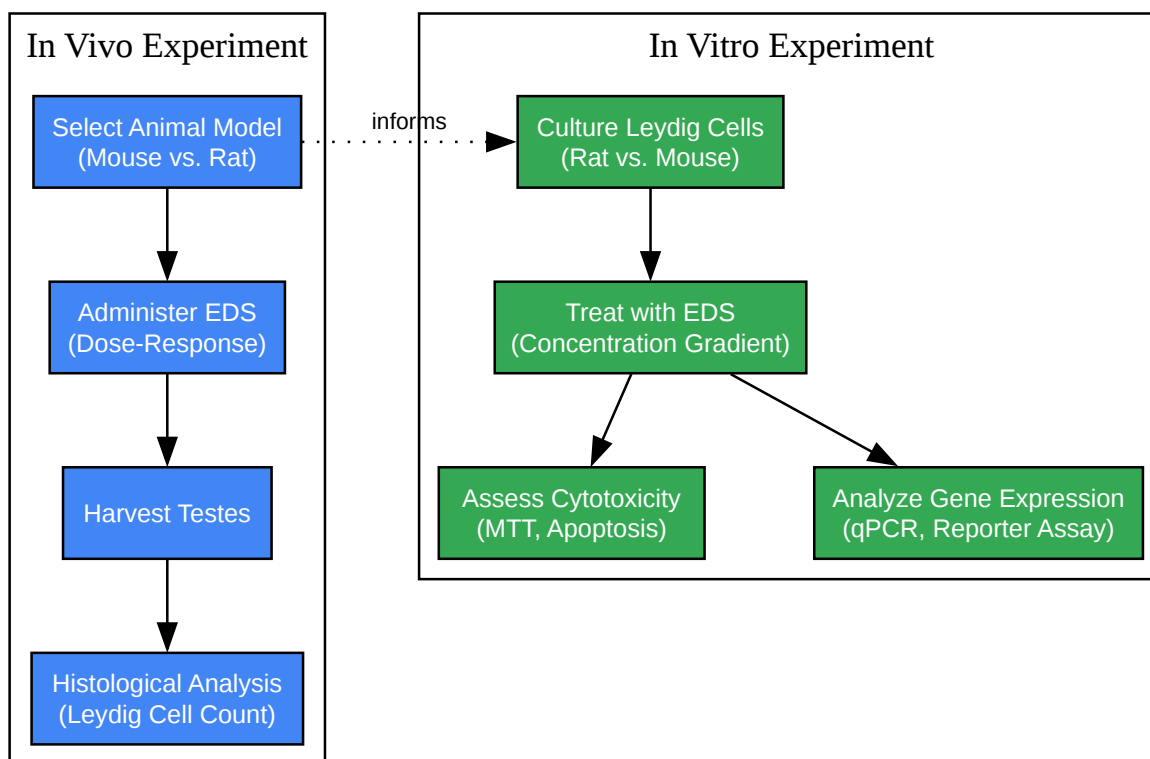 In Vivo Experiment
Select Animal Model
(Mouse vs. Rat)
Administer EDS
(Dose-Response)
Harvest Testes
Histological Analysis
(Leydig Cell Count)
informs
In Vitro Experiment
Culture Leydig Cells
(Rat vs. Mouse)
Treat with EDS
(Concentration Gradient)
Assess Cytotoxicity
(MTT, Apoptosis)
Analyze Gene Expression
(qPCR, Reporter Assay)